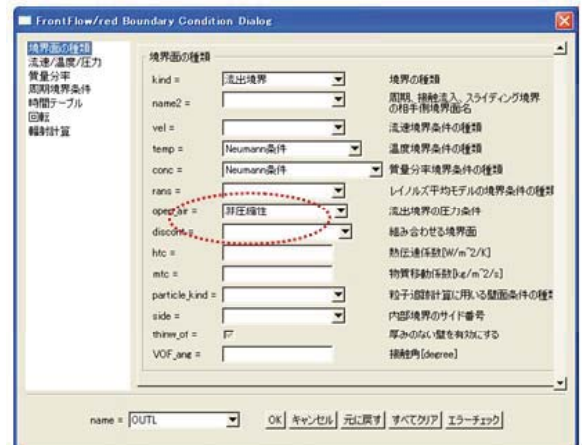 FrontFlow/red Boundary Condition Dialog
境界面の種類
流速/温度/圧力
質量分率
周期境界条件
時間テーブル
回転
輻射計算
境界面の種類
kind = 流出境界 境界の種類
name2 = 周期、接触流入、スライディング境界
の相手側境界面名
vel = 流速境界条件の種類
temp = Neumann条件 温度境界条件の種類
conc = Neumann条件 質量分率境界条件の種類
rans = レイノルズ平均モデルの境界条件の種類
open_air = 非圧縮性 流出境界の圧力条件
discont = 組み合わせる境界面
htc = 熱伝達係数[W/m^2/K]
mtc = 物質移動係数[kg/m^2/s]
particle_kind = 粒子追跡計算に用いる壁面条件の種類
side = 内部境界のサイド番号
thinw_of = 厚みのない壁を有効にする
VOF_ang = 接触角[degree]
name = OUTL OK キャンセル 元に戻す すべてクリア エラーチェック